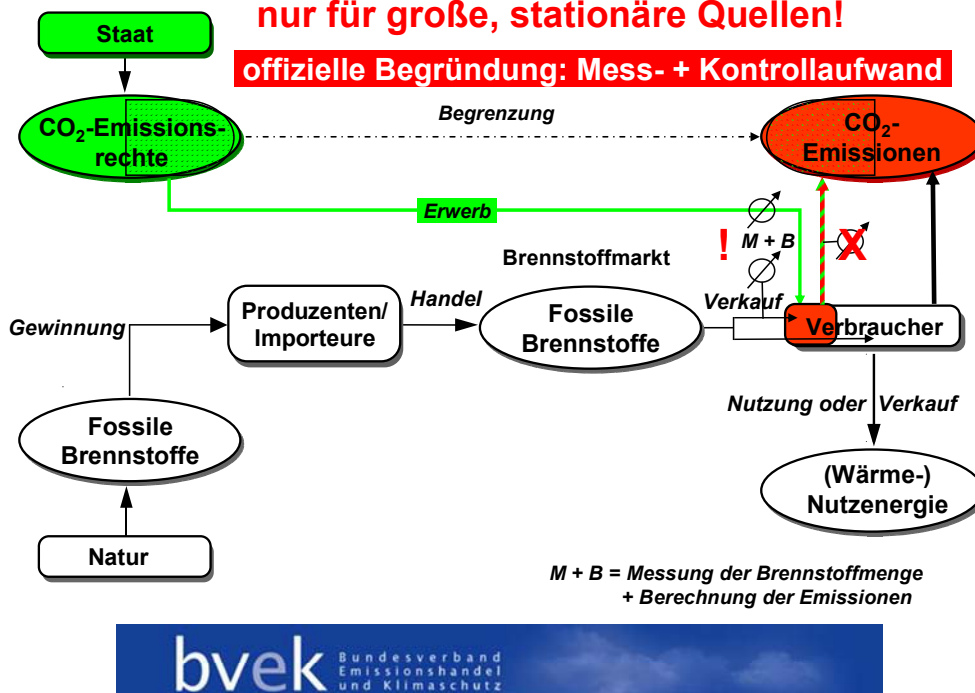 nur für große, stationäre Quellen!
Staat
offizielle Begründung: Mess- + Kontrollaufwand
CO2-Emissions-
rechte
Begrenzung
CO2-
Emissionen
Erwerb
! M + B X
Brennstoffmarkt
Gewinnung
Produzenten/
Importeure
Handel
Fossile
Brennstoffe
Verkauf
Verbraucher
Nutzung oder Verkauf
Fossile
Brennstoffe
(Wärme-)
Nutzenergie
Natur
M + B = Messung der Brennstoffmenge
+ Berechnung der Emissionen
bvek
Bundesverband
Emissionshandel
und Klimaschutz